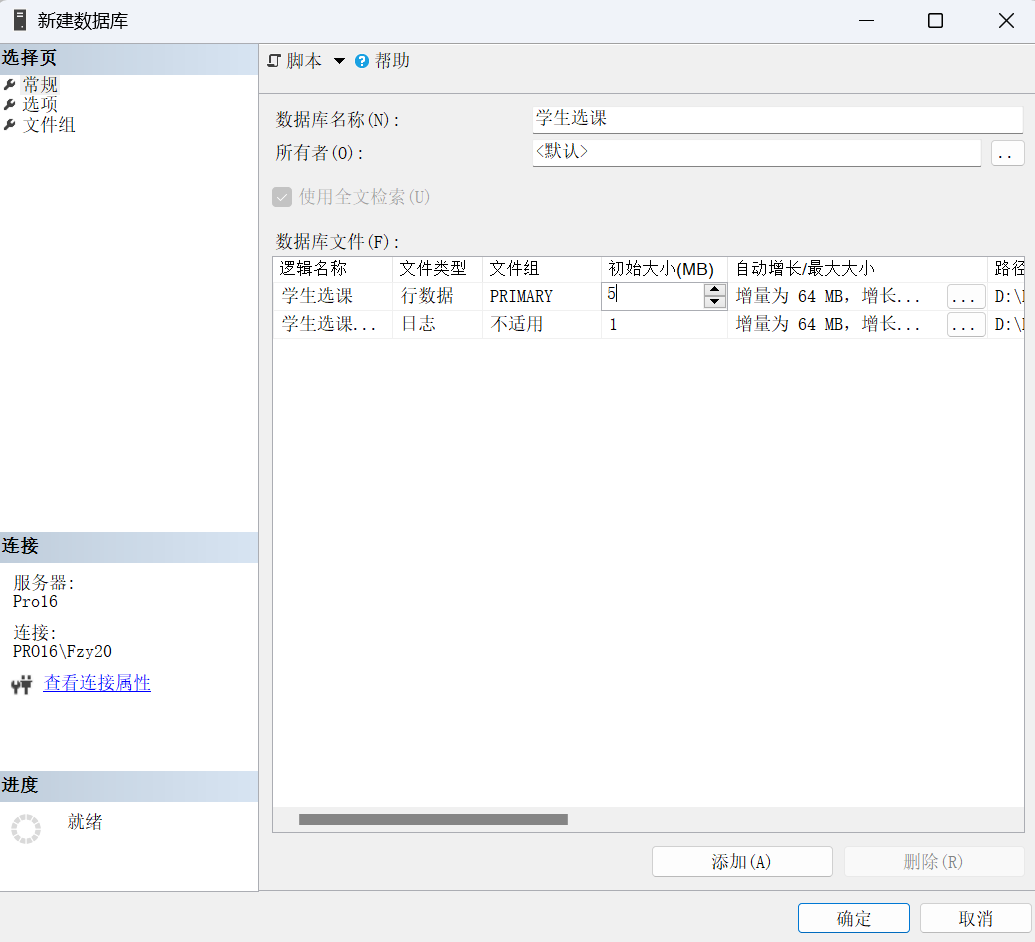 新建数据库
选择页
常规
选项
文件组
脚本 帮助
数据库名称(N):
学生选课
所有者(O):
<默认>
..
使用全文检索(U)
数据库文件(F):
逻辑名称 文件类型 文件组 初始大小(MB) 自动增长/最大大小 路径
学生选课 行数据 PRIMARY 5 增量为 64 MB，增长... ... D:\
学生选课... 日志 不适用 1 增量为 64 MB，增长... ... D:\
连接
服务器:
Pro16
连接:
PRO16\Fzy20
查看连接属性
进度
就绪
添加(A) 删除(R)
确定 取消